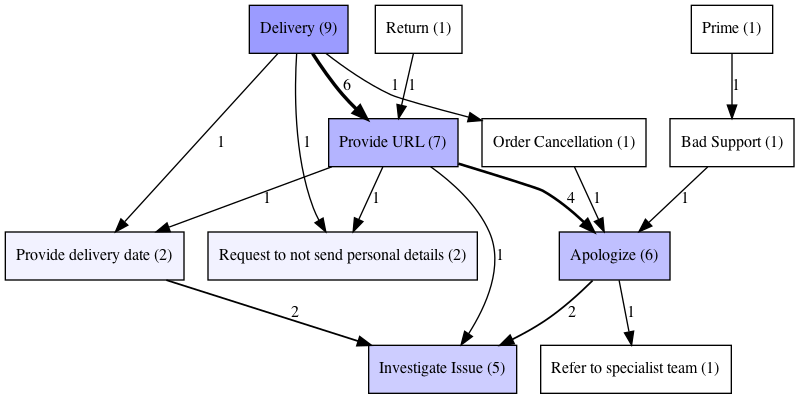 Delivery (9)
Return (1)
Prime (1)
6
1
1
1
1
1
Provide URL (7)
Order Cancellation (1)
Bad Support (1)
1
1
4
1
1
1
Provide delivery date (2)
Request to not send personal details (2)
Apologize (6)
2
2
1
Investigate Issue (5)
Refer to specialist team (1)